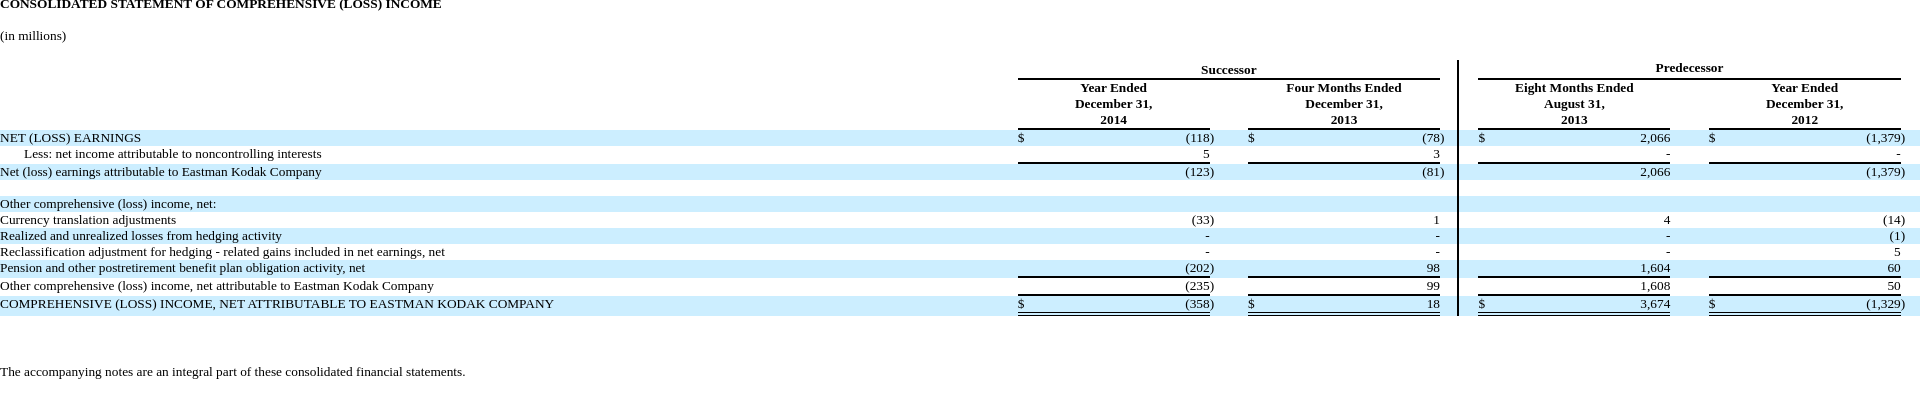 CONSOLIDATED STATEMENT OF COMPREHENSIVE (LOSS) INCOME
(in millions)
Successor Predecessor
Year Ended Four Months Ended Eight Months Ended Year Ended
December 31, December 31, August 31, December 31,
2014 2013 2013 2012
NET (LOSS) EARNINGS $ (118) $ (78) $ 2,066 $ (1,379)
Less: net income attributable to noncontrolling interests 5 3 - -
Net (loss) earnings attributable to Eastman Kodak Company (123) (81) 2,066 (1,379)
Other comprehensive (loss) income, net:
Currency translation adjustments (33) 1 4 (14)
Realized and unrealized losses from hedging activity - - - (1)
Reclassification adjustment for hedging - related gains included in net earnings, net - - - 5
Pension and other postretirement benefit plan obligation activity, net (202) 98 1,604 60
Other comprehensive (loss) income, net attributable to Eastman Kodak Company (235) 99 1,608 50
COMPREHENSIVE (LOSS) INCOME, NET ATTRIBUTABLE TO EASTMAN KODAK COMPANY $ (358) $ 18 $ 3,674 $ (1,329)
The accompanying notes are an integral part of these consolidated financial statements.